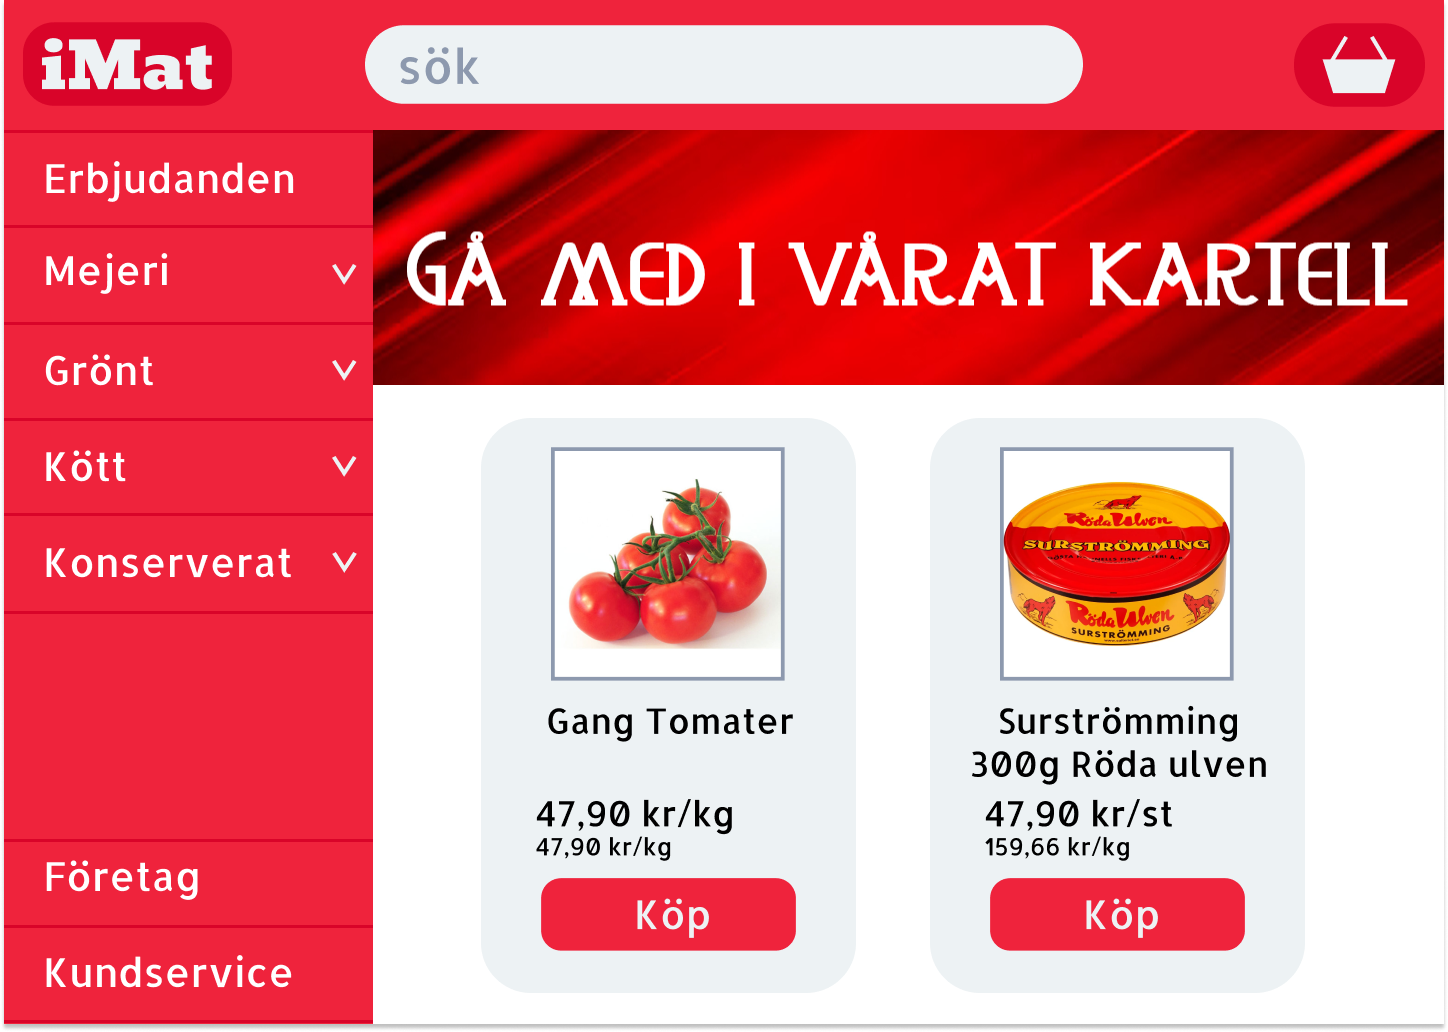 iMat
sök
Erbjudanden
Mejeri
Grönt
Kött
Konserverat
Företag
Kundservice
GÅ MED I VÅRAT KARTELL
Gang Tomater
47,90 kr/kg
47,90 kr/kg
Köp
Röda Ulven
SURSTRÖMMING
Röda Ulven
SURSTRÖMMING
Surströmming
300g Röda ulven
47,90 kr/st
159,66 kr/kg
Köp